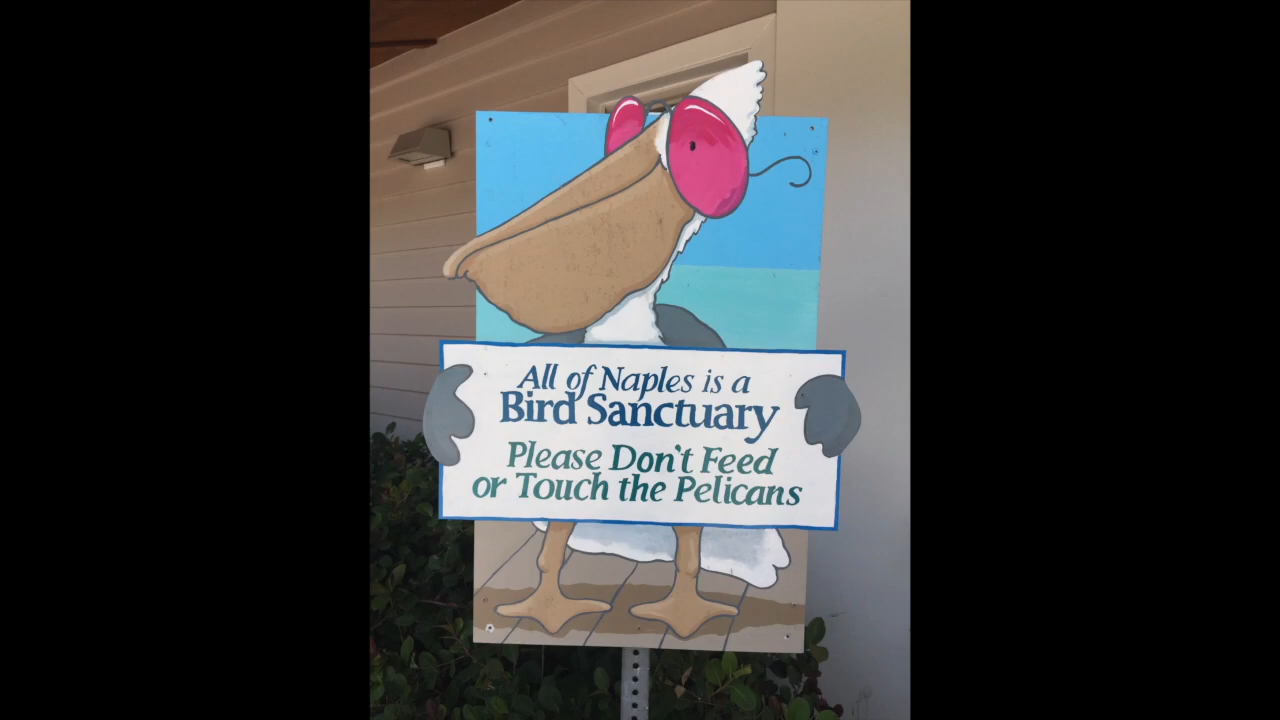 All of Naples is a
Bird Sanctuary
Please Don't Feed
or Touch the Pelicans